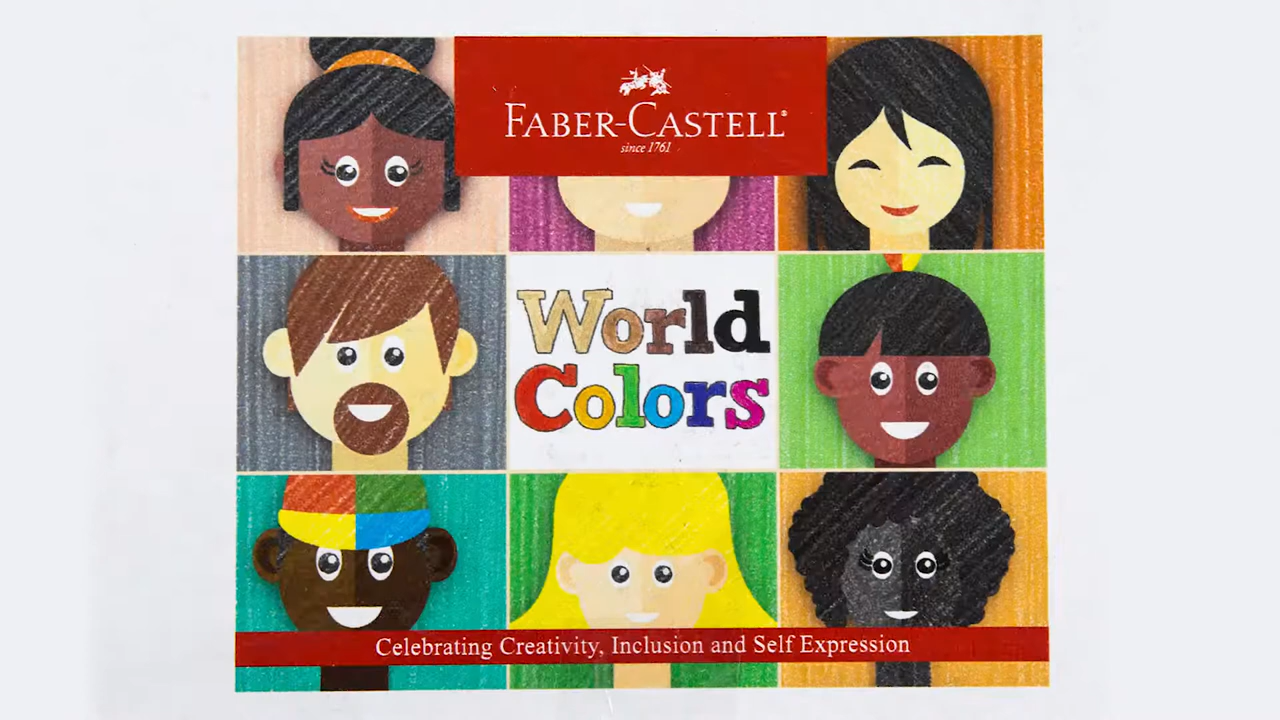 FABER-CASTELL®
since 1761
World
Colors
Celebrating Creativity, Inclusion and Self Expression